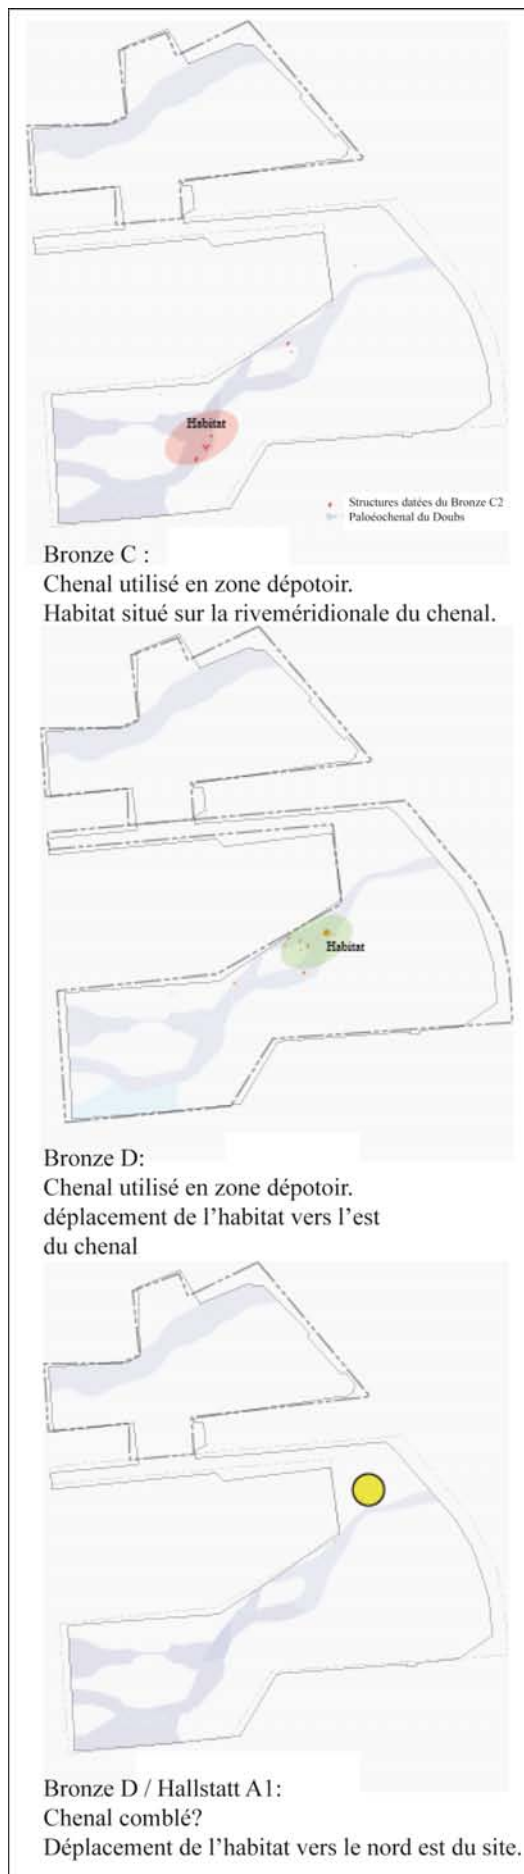 Habitat
Structures datées du Bronze C2
Paloéochenal du Doubs
Bronze C :
Chenal utilisé en zone dépotoir.
Habitat situé sur la riveméridionale du chenal.
Habitat
Bronze D:
Chenal utilisé en zone dépotoir.
déplacement de l'habitat vers l'est
du chenal
Bronze D / Hallstatt A1:
Chenal comblé?
Déplacement de l'habitat vers le nord est du site.